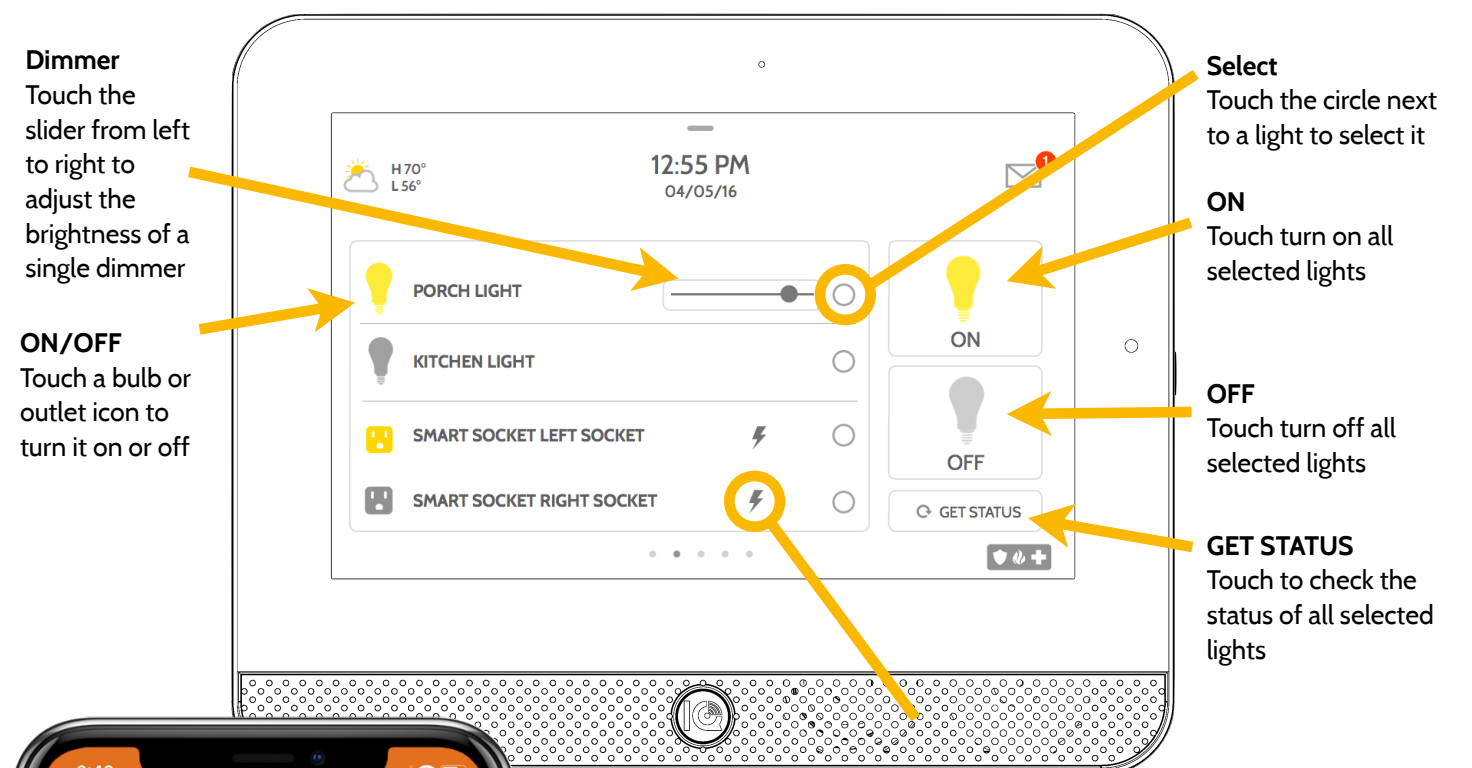 Dimmer
Touch the
slider from left
to right to
adjust the
brightness of a
single dimmer
ON/OFF
Touch a bulb or
outlet icon to
turn it on or off
H 70°
L 56°
12:55 PM
04/05/16
1
PORCH LIGHT
KITCHEN LIGHT
SMART SOCKET LEFT SOCKET
SMART SOCKET RIGHT SOCKET
ON
OFF
GET STATUS
Select
Touch the circle next
to a light to select it
ON
Touch turn on all
selected lights
OFF
Touch turn off all
selected lights
GET STATUS
Touch to check the
status of all selected
lights
IQ